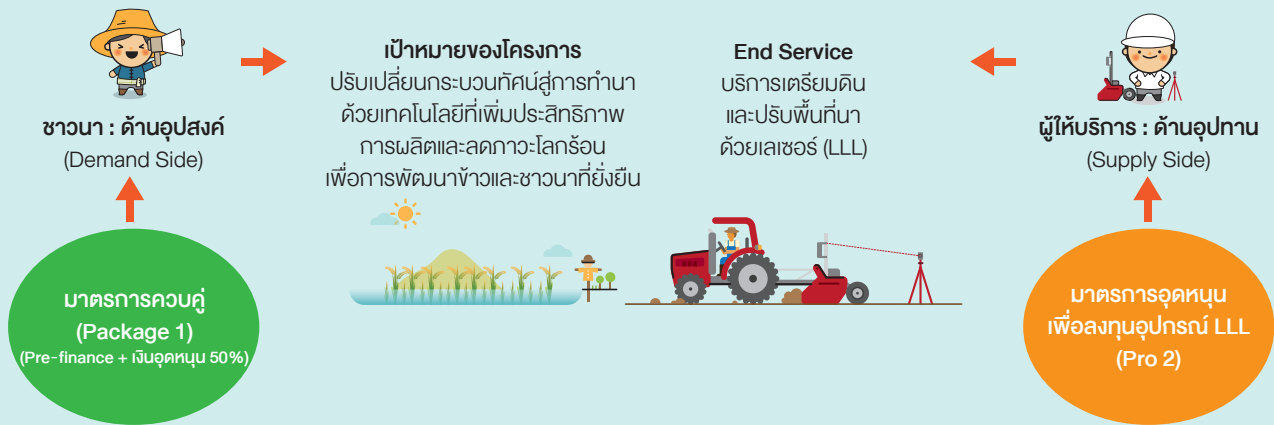 ชาวนา : ด้านอุปสงค์
(Demand Side)
มาตรการควบคู่
(Package 1)
(Pre-finance + เงินอุดหนุน 50%)
เป้าหมายของโครงการ
ปรับเปลี่ยนกระบวนทัศน์สู่การทำนา
ด้วยเทคโนโลยีที่เพิ่มประสิทธิภาพ
การผลิตและลดภาวะโลกร้อน
เพื่อการพัฒนาข้าวและชาวนาที่ยั่งยืน
End Service
บริการเตรียมดิน
และปรับพื้นที่นา
ด้วยเลเซอร์ (LLL)
ผู้ให้บริการ : ด้านอุปทาน
(Supply Side)
มาตรการอุดหนุน
เพื่อลงทุนอุปกรณ์ LLL
(Pro 2)